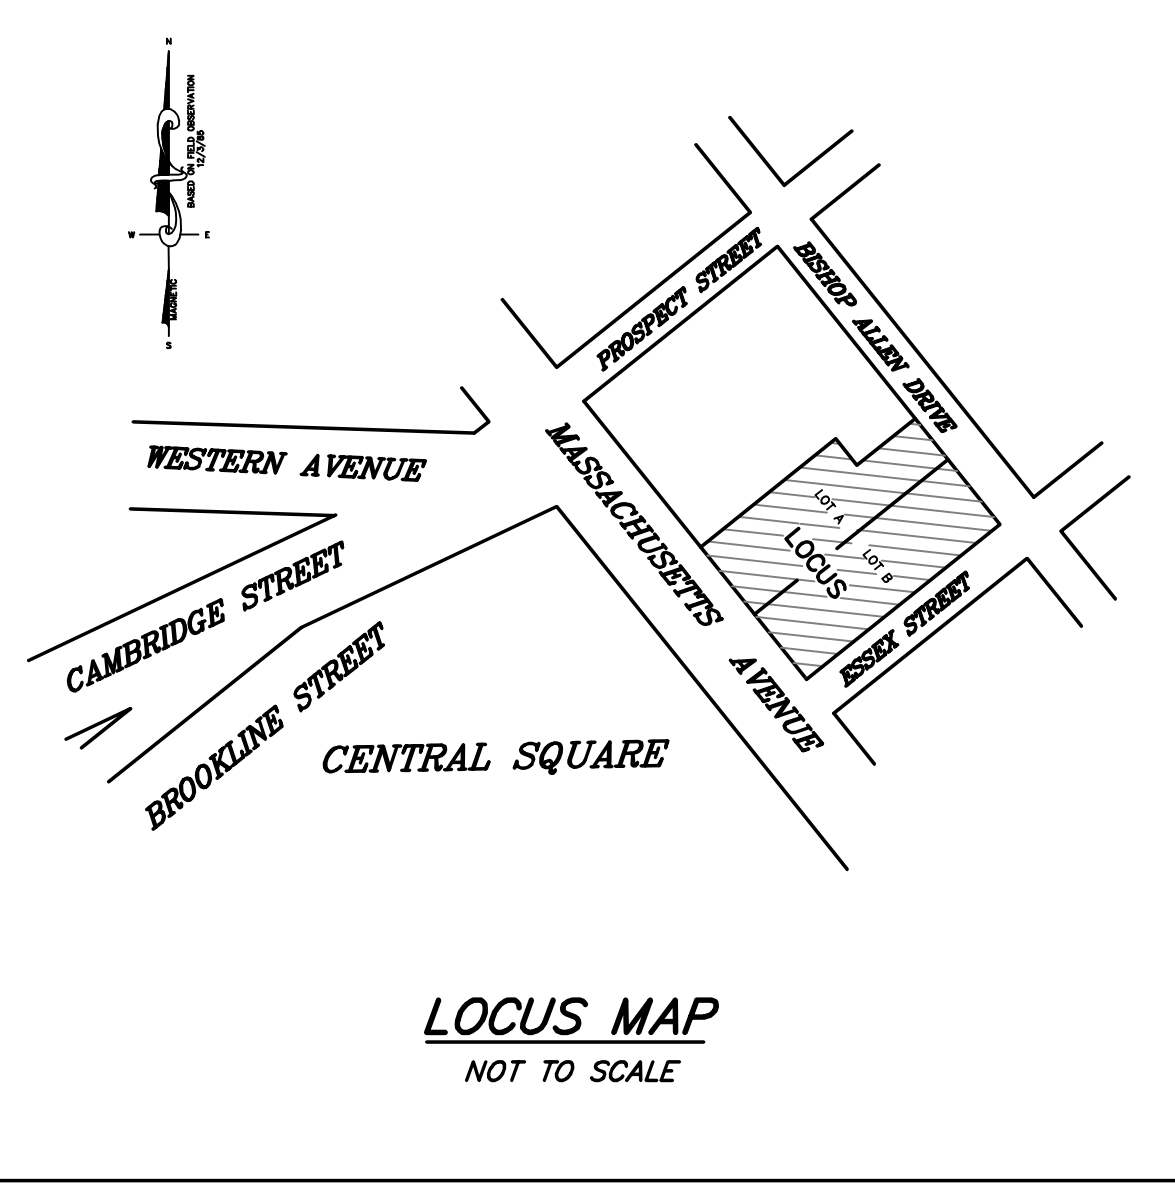 N
BASED ON FIELD OBSERVATION
12/3/85
W
E
MAGNETIC
S
PROSPECT STREET
BISHOP ALLEN DRIVE
WESTERN AVENUE
MASSACHUSETTS AVENUE
LOT A
LOCUS
LOT B
ESSEX STREET
CAMBRIDGE STREET
BROOKLINE STREET
CENTRAL SQUARE
LOCUS MAP
NOT TO SCALE